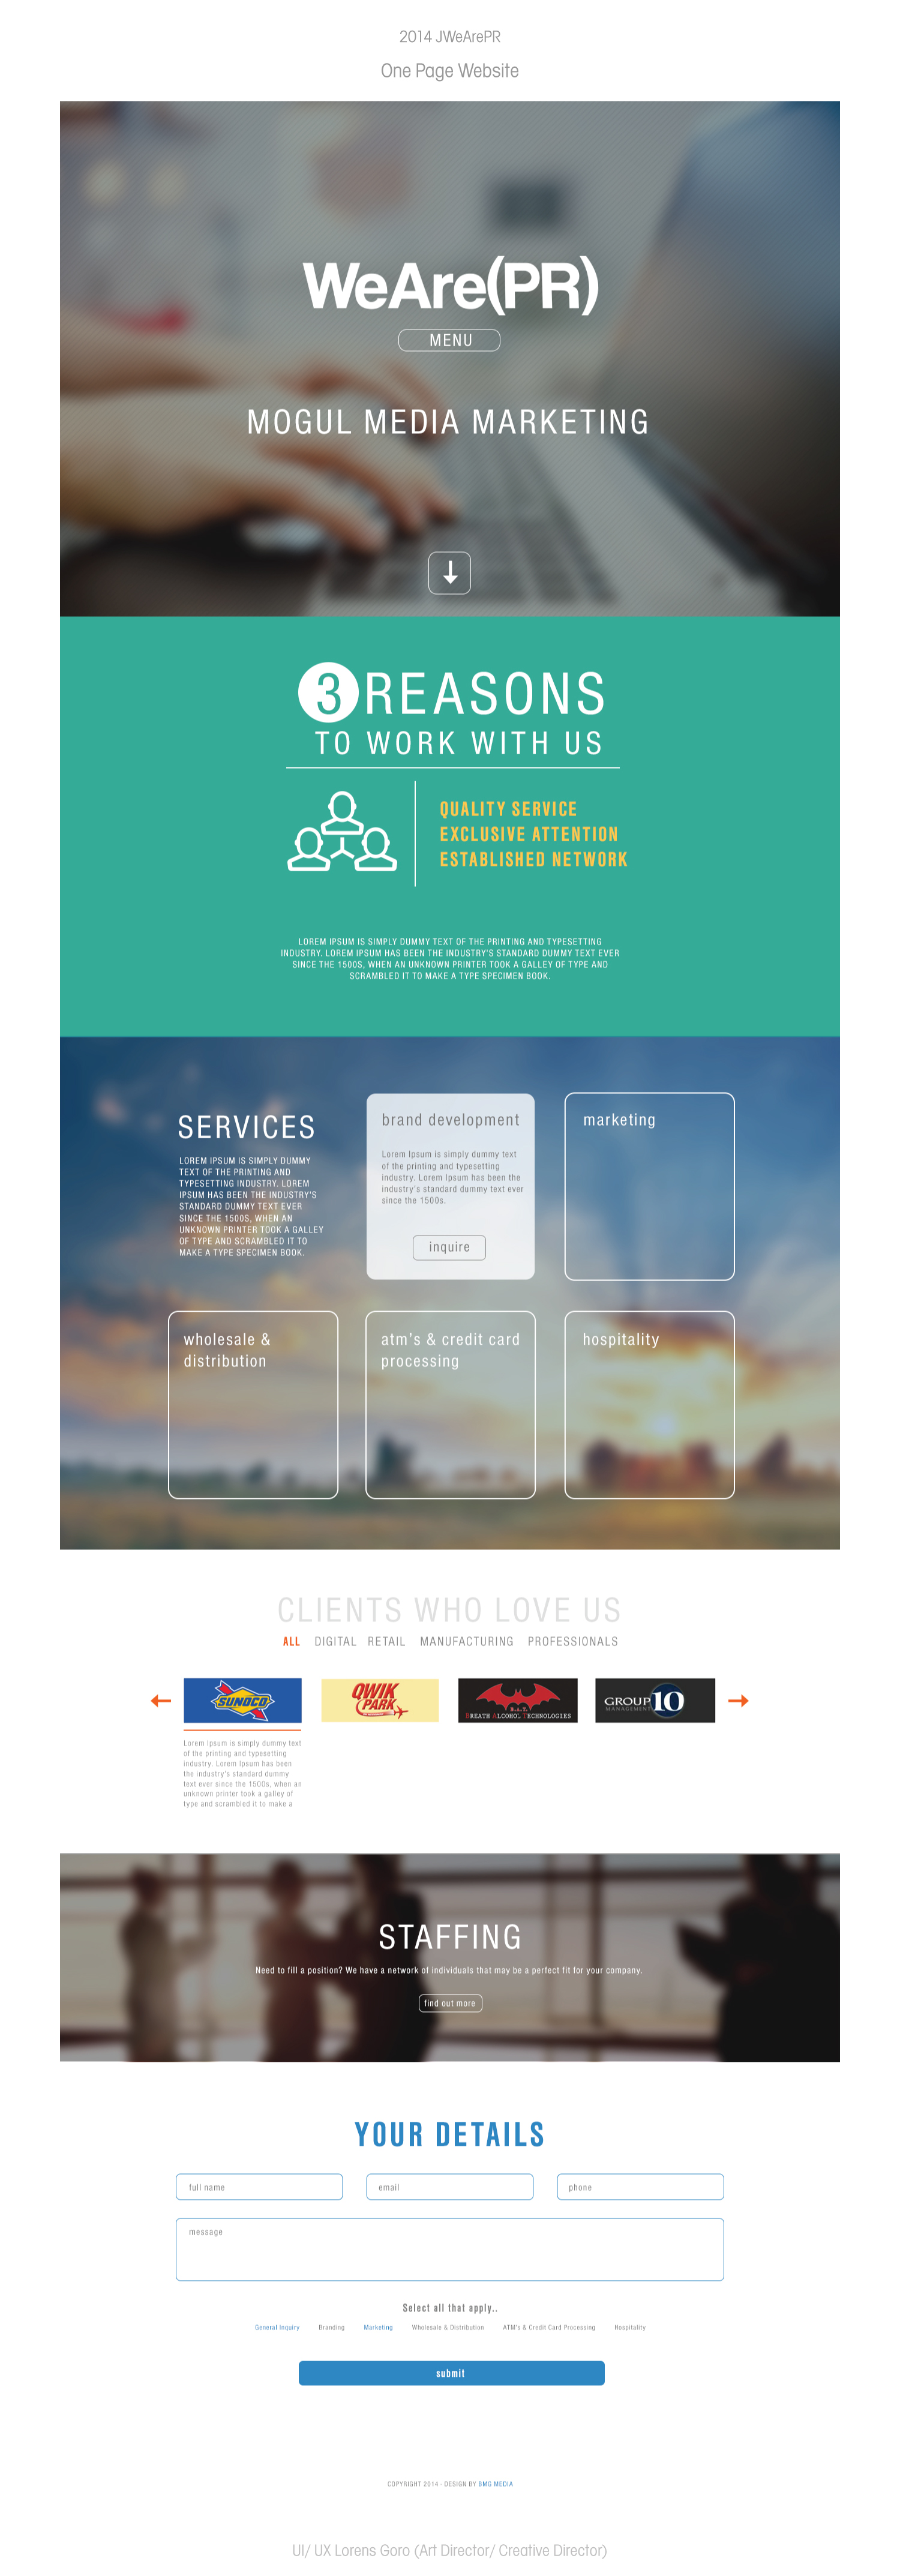 2014 JWeArePR
One Page Website
WeAre(PR)
MENU
MOGUL MEDIA MARKETING
3 REASONS
TO WORK WITH US
QUALITY SERVICE
EXCLUSIVE ATTENTION
ESTABLISHED NETWORK
LOREM IPSUM IS SIMPLY DUMMY TEXT OF THE PRINTING AND TYPESETTING
INDUSTRY. LOREM IPSUM HAS BEEN THE INDUSTRY'S STANDARD DUMMY TEXT EVER
SINCE THE 1500S, WHEN AN UNKNOWN PRINTER TOOK A GALLEY OF TYPE AND
SCRAMBLED IT TO MAKE A TYPE SPECIMEN BOOK.
SERVICES
LOREM IPSUM IS SIMPLY DUMMY
TEXT OF THE PRINTING AND
TYPESETTING INDUSTRY. LOREM
IPSUM HAS BEEN THE INDUSTRY'S
STANDARD DUMMY TEXT EVER
SINCE THE 1500S, WHEN AN
UNKNOWN PRINTER TOOK A GALLEY
OF TYPE AND SCRAMBLED IT TO
MAKE A TYPE SPECIMEN BOOK.
brand development
Lorem Ipsum is simply dummy text
of the printing and typesetting
industry. Lorem Ipsum has been the
industry's standard dummy text ever
since the 1500s.
inquire
marketing
wholesale &
distribution
atm's & credit card
processing
hospitality
CLIENTS WHO LOVE US
ALL DIGITAL RETAIL MANUFACTURING PROFESSIONALS
SUNOCO
QWIK
PARK
B.A.T.
BREATH ALCOHOL TECHNOLOGIES
GROUP 10
MANAGEMENT
Lorem Ipsum is simply dummy text
of the printing and typesetting
industry. Lorem Ipsum has been
the industry's standard dummy
text ever since the 1500s, when an
unknown printer took a galley of
type and scrambled it to make a
STAFFING
Need to fill a position? We have a network of individuals that may be a perfect fit for your company.
find out more
YOUR DETAILS
full name
email
phone
message
Select all that apply..
General Inquiry Branding Marketing Wholesale & Distribution ATM's & Credit Card Processing Hospitality
submit
COPYRIGHT 2014 - DESIGN BY BMG MEDIA
UI/ UX Lorens Goro (Art Director/ Creative Director)